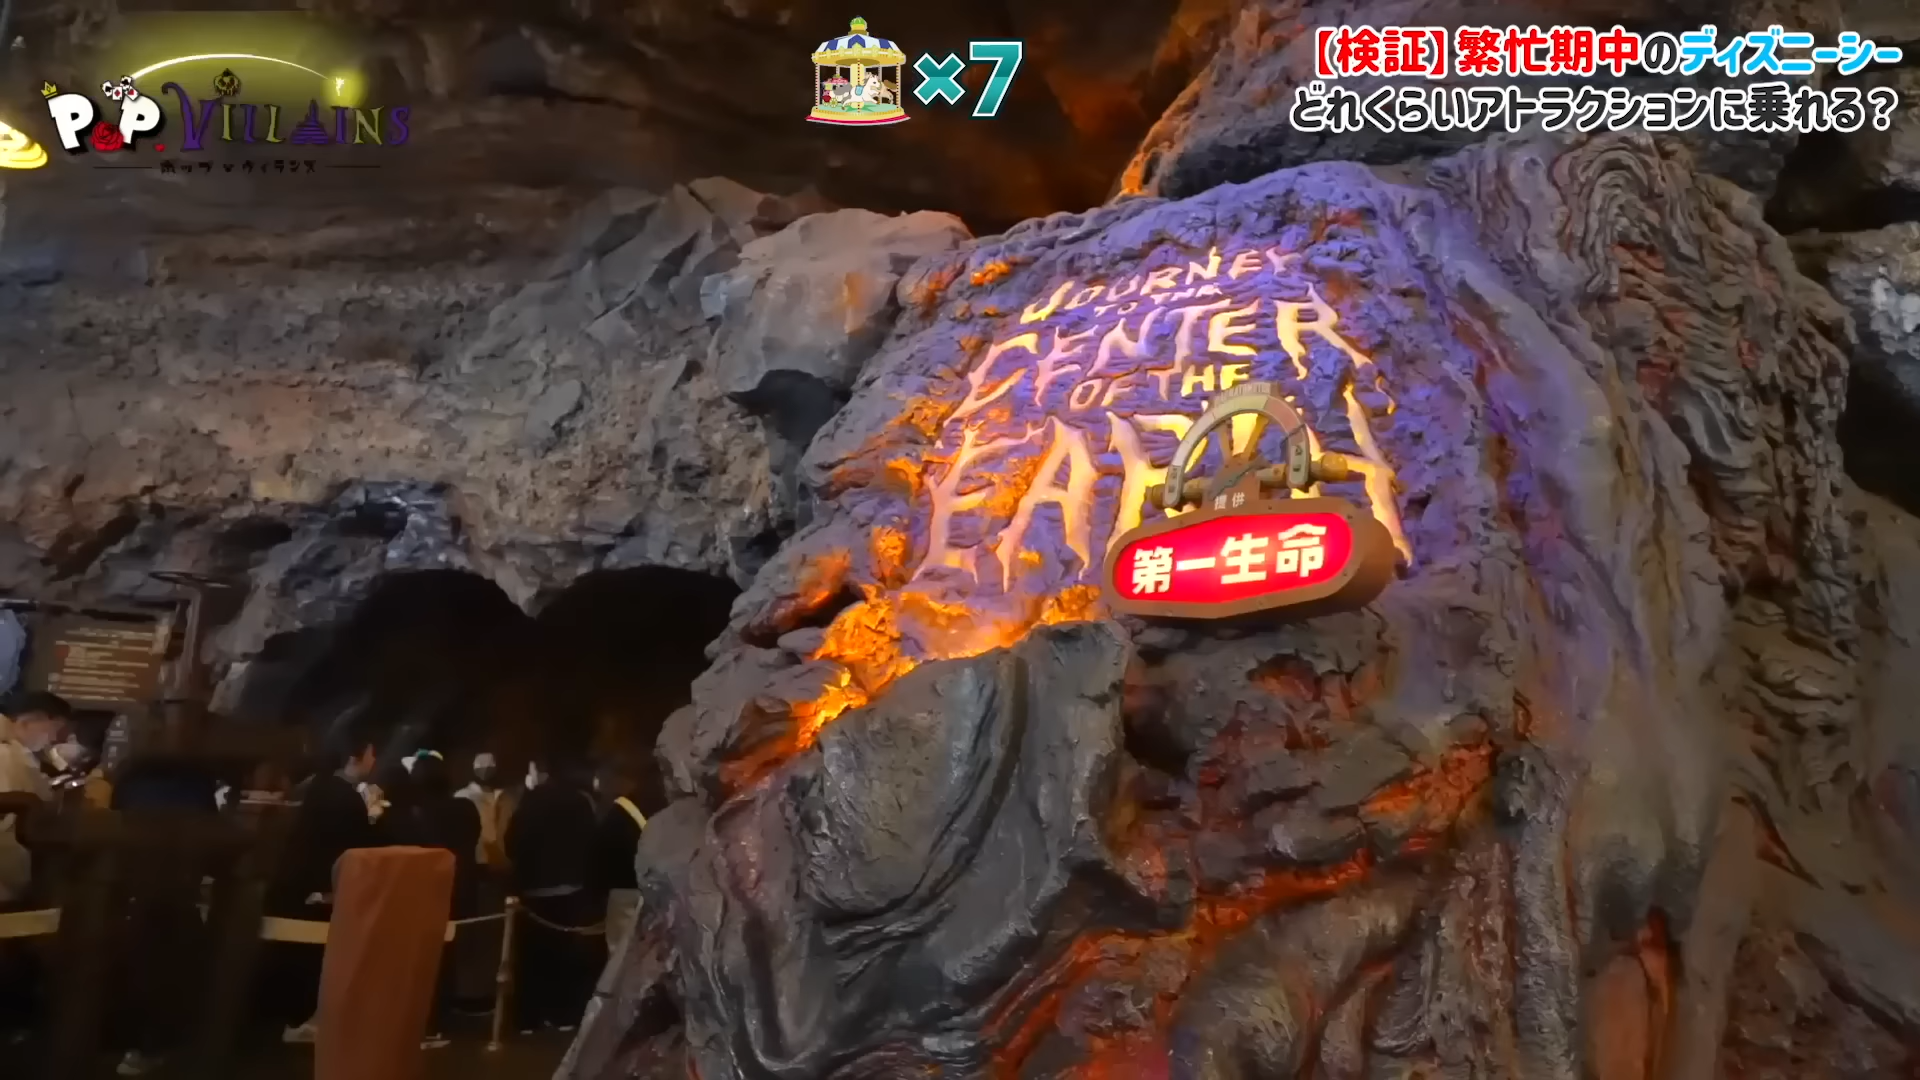 POP. VILLAINS
ポップ ヴィランズ
×7
【検証】繁忙期中のディズニーシー
どれくらいアトラクションに乗れる？
JOURNEY
TO THE
CENTER
OF THE
EARTH
提供
第一生命